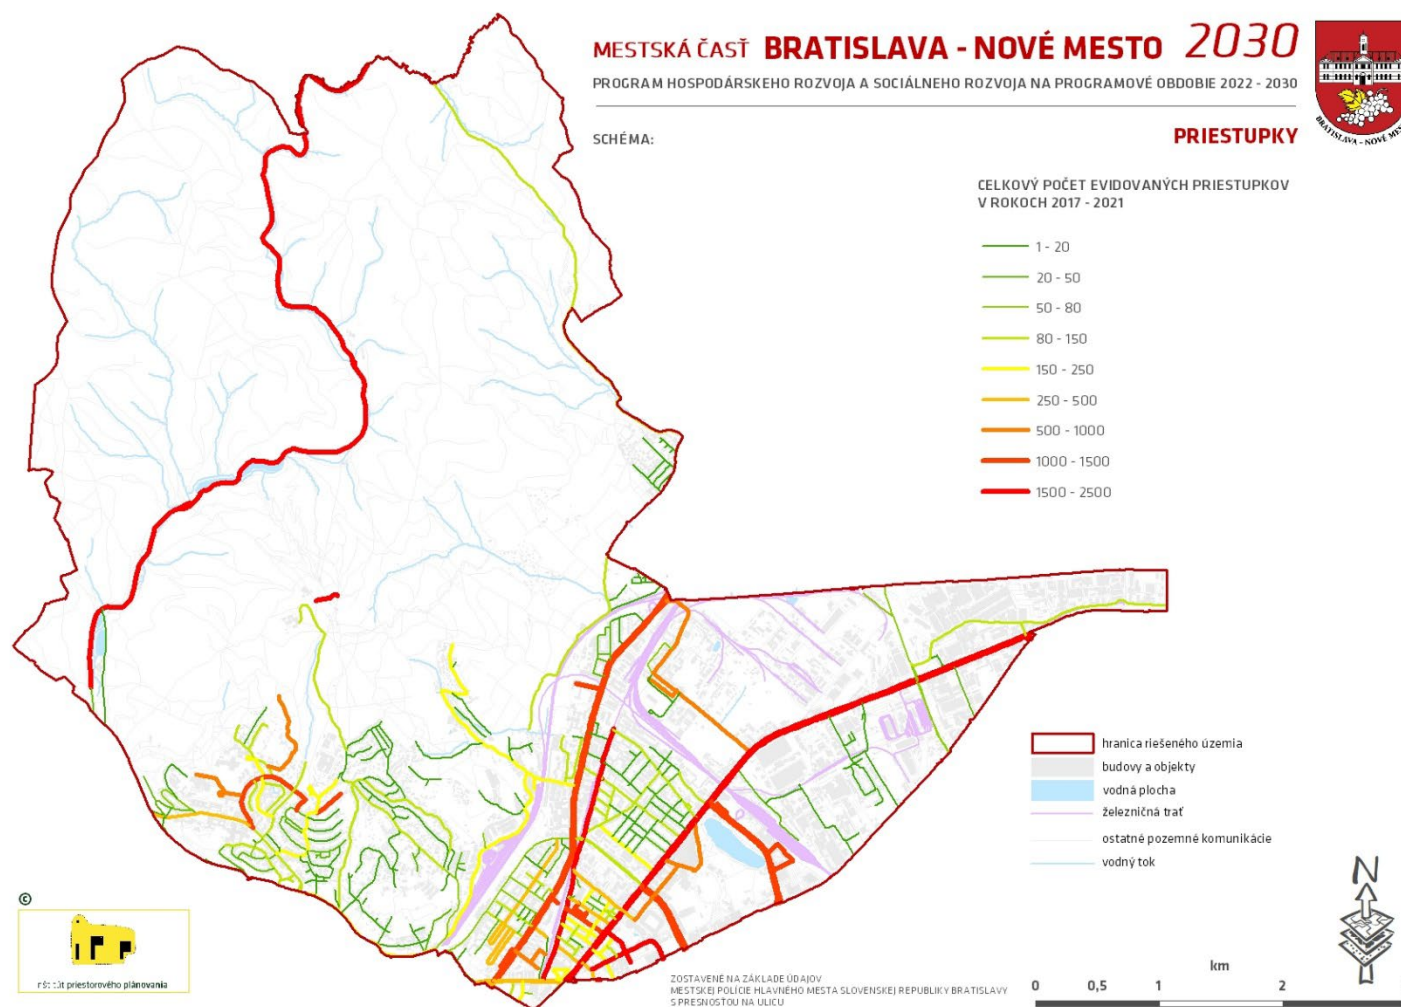 MESTSKÁ ČASŤ BRATISLAVA - NOVÉ MESTO 2030
PROGRAM HOSPODÁRSKEHO ROZVOJA A SOCIÁLNEHO ROZVOJA NA PROGRAMOVÉ OBDOBIE 2022 - 2030
SCHÉMA:
PRIESTUPKY
BRATISLAVA - NOVÉ MESTO
CELKOVÝ POČET EVIDOVANÝCH PRIESTUPKOV
V ROKOCH 2017 - 2021
1 - 20
20 - 50
50 - 80
80 - 150
150 - 250
250 - 500
500 - 1000
1000 - 1500
1500 - 2500
hranica riešeného územia
budovy a objekty
vodná plocha
železničná trať
ostatné pozemné komunikácie
vodný tok
N
©
priestorového plánovania
ZOSTAVENÉ NA ZÁKLADE ÚDAJOV
MESTSKEJ POLÍCIE HLAVNÉHO MESTA SLOVENSKEJ REPUBLIKY BRATISLAVY
S PRESNOSŤOU NA ULICU
km
0 0,5 1 2